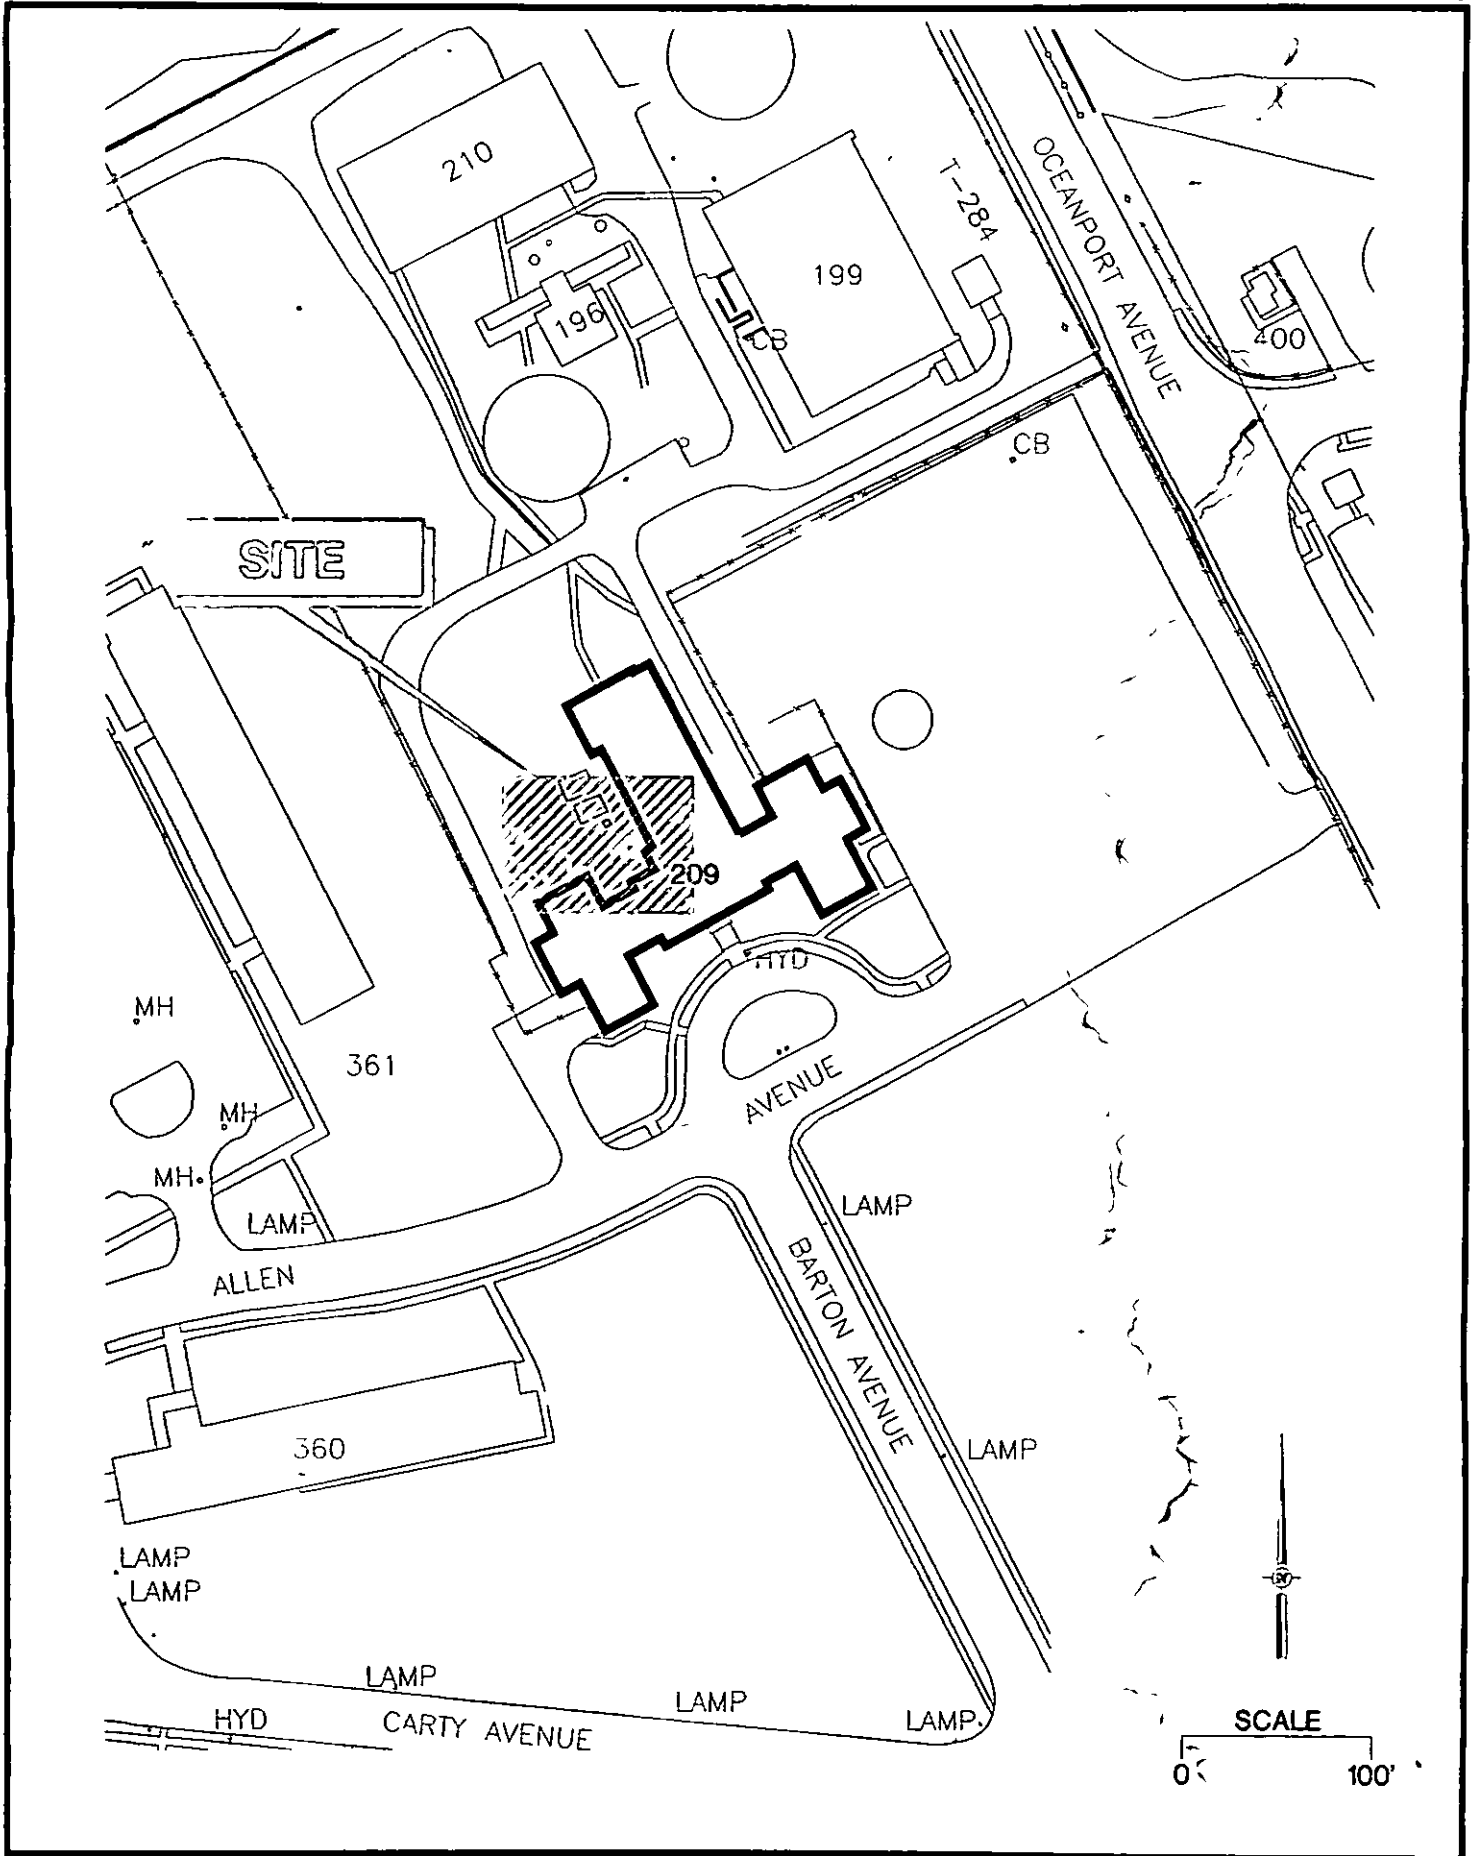 210
T-284
OCEANPORT AVENUE
199
196
CB
400
CB
SITE
209
HYD
MH
361
AVENUE
MH
MH
LAMP
LAMP
ALLEN
BARTON AVENUE
360
LAMP
LAMP
LAMP
LAMP
LAMP
LAMP
HYD
CARTY AVENUE
SCALE
0
100'